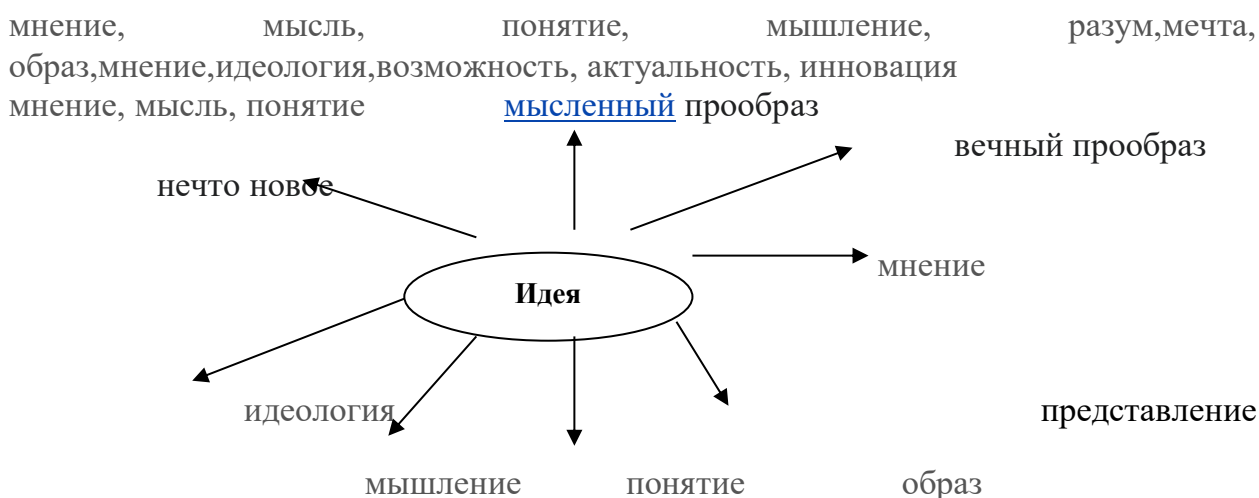 мнение, мысль, понятие, мышление, разум,мечта,
образ,мнение,идеология,возможность, актуальность, инновация
мнение, мысль, понятие мысленный прообраз
вечный прообраз
нечто новое
мнение
Идея
идеология представление
мышление понятие образ